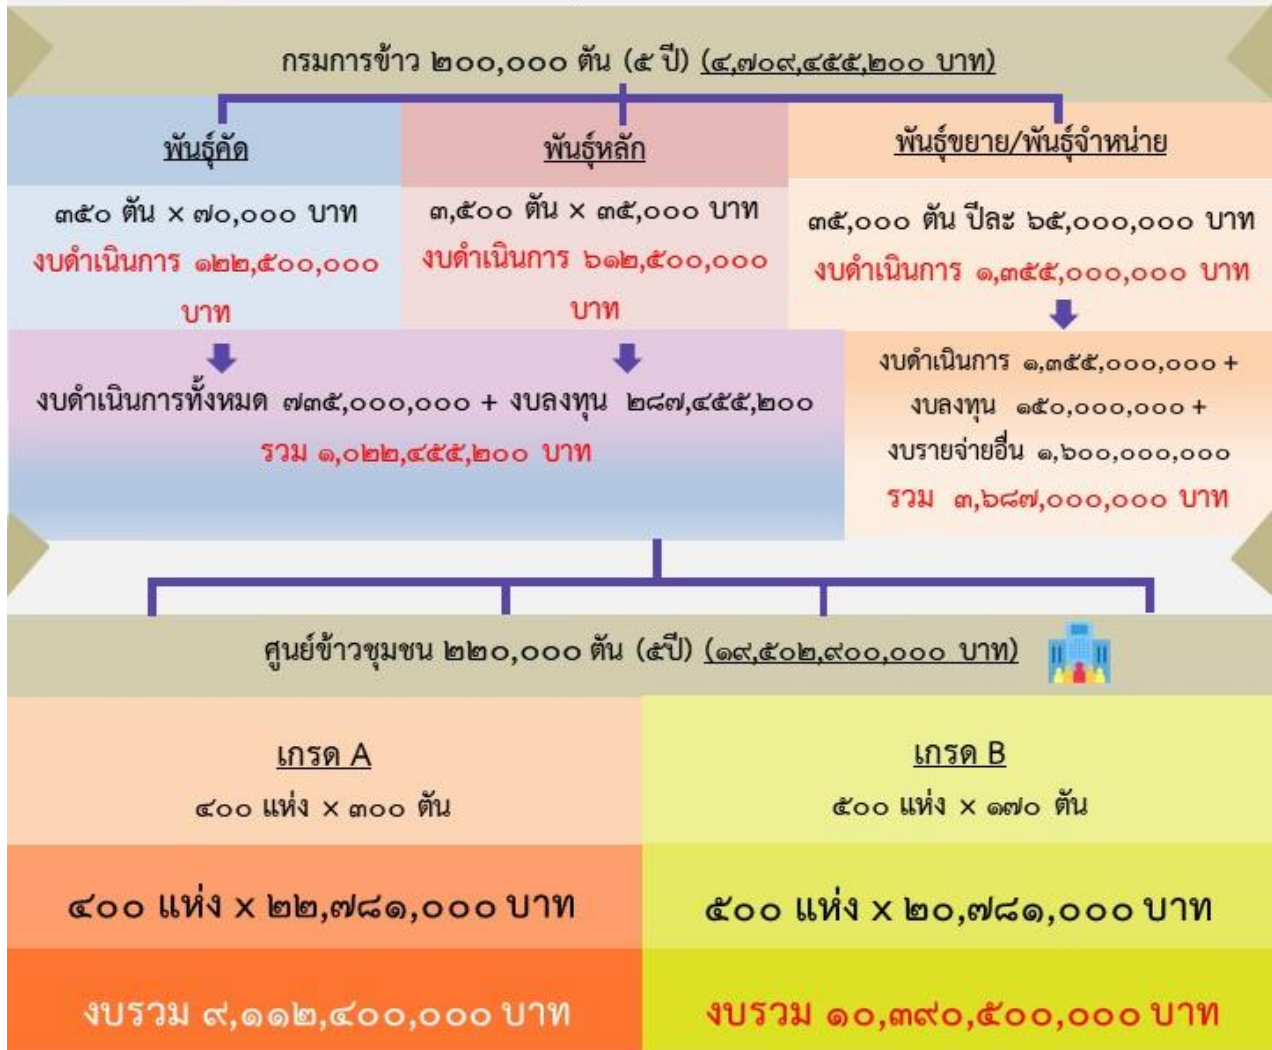 กรมการข้าว ๒๐๐,๐๐๐ ตัน (๕ ปี) (๔,๗๐๙,๔๕๕,๒๐๐ บาท)
พันธุ์คัด
๓๕๐ ตัน × ๗๐,๐๐๐ บาท
งบดำเนินการ ๑๒๒,๕๐๐,๐๐๐
บาท
พันธุ์หลัก
๓,๕๐๐ ตัน × ๓๕,๐๐๐ บาท
งบดำเนินการ ๖๑๒,๕๐๐,๐๐๐
บาท
พันธุ์ขยาย/พันธุ์จำหน่าย
๓๕,๐๐๐ ตัน ปีละ ๖๕,๐๐๐,๐๐๐ บาท
งบดำเนินการ ๑,๓๕๕,๐๐๐,๐๐๐ บาท
งบดำเนินการทั้งหมด ๗๓๕,๐๐๐,๐๐๐ + งบลงทุน ๒๘๗,๔๕๕,๒๐๐
รวม ๑,๐๒๒,๔๕๕,๒๐๐ บาท
งบดำเนินการ ๑,๓๕๕,๐๐๐,๐๐๐ +
งบลงทุน ๑๕๐,๐๐๐,๐๐๐ +
งบรายจ่ายอื่น ๑,๖๐๐,๐๐๐,๐๐๐
รวม ๓,๖๘๗,๐๐๐,๐๐๐ บาท
ศูนย์ข้าวชุมชน ๒๒๐,๐๐๐ ตัน (๕ปี) (๑๙,๕๐๒,๙๐๐,๐๐๐ บาท)
เกรด A
๔๐๐ แห่ง × ๓๐๐ ตัน
๔๐๐ แห่ง × ๒๒,๗๘๑,๐๐๐ บาท
งบรวม ๙,๑๑๒,๔๐๐,๐๐๐ บาท
เกรด B
๕๐๐ แห่ง × ๑๗๐ ตัน
๕๐๐ แห่ง × ๒๐,๗๘๑,๐๐๐ บาท
งบรวม ๑๐,๓๙๐,๕๐๐,๐๐๐ บาท